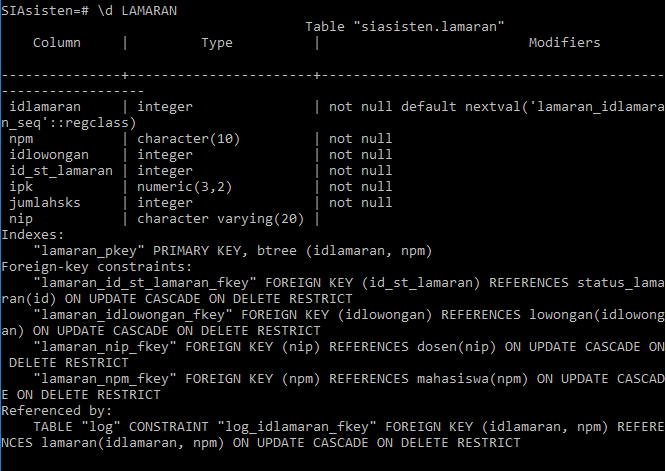 SIAsisten=# \d LAMARAN
Table "siasisten.lamaran"
Column | Type | Modifiers
---------------+-----------------------+------------------------------------------
------------------
idlamaran | integer | not null default nextval('lamaran_idlamara
n_seq'::regclass)
npm | character(10) | not null
idlowongan | integer | not null
id_st_lamaran | integer | not null
ipk | numeric(3,2) | not null
jumlahsks | integer | not null
nip | character varying(20) |
Indexes:
"lamaran_pkey" PRIMARY KEY, btree (idlamaran, npm)
Foreign-key constraints:
"lamaran_id_st_lamaran_fkey" FOREIGN KEY (id_st_lamaran) REFERENCES status_lama
ran(id) ON UPDATE CASCADE ON DELETE RESTRICT
"lamaran_idlowongan_fkey" FOREIGN KEY (idlowongan) REFERENCES lowongan(idlowong
an) ON UPDATE CASCADE ON DELETE RESTRICT
"lamaran_nip_fkey" FOREIGN KEY (nip) REFERENCES dosen(nip) ON UPDATE CASCADE ON
DELETE RESTRICT
"lamaran_npm_fkey" FOREIGN KEY (npm) REFERENCES mahasiswa(npm) ON UPDATE CASCAD
E ON DELETE RESTRICT
Referenced by:
TABLE "log" CONSTRAINT "log_idlamaran_fkey" FOREIGN KEY (idlamaran, npm) REFERE
NCES lamaran(idlamaran, npm) ON UPDATE CASCADE ON DELETE RESTRICT